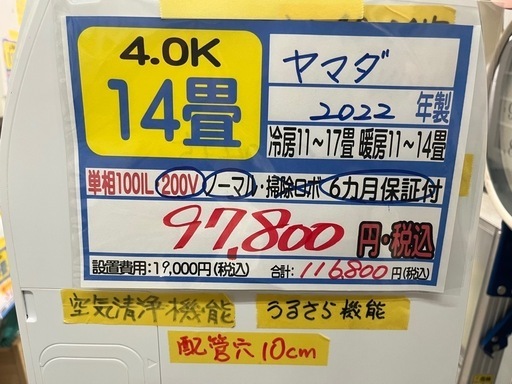 4.0K
14畳
ヤマダ
2022 年製
冷房11～17畳 暖房11～14畳
単相100IL・200V ノーマル・掃除ロボ 6カ月保証付
97,800 円・税込
設置費用:19,000円(税込) 合計:116,800円(税込)
空気清浄機能 うるさら機能
配管穴10cm